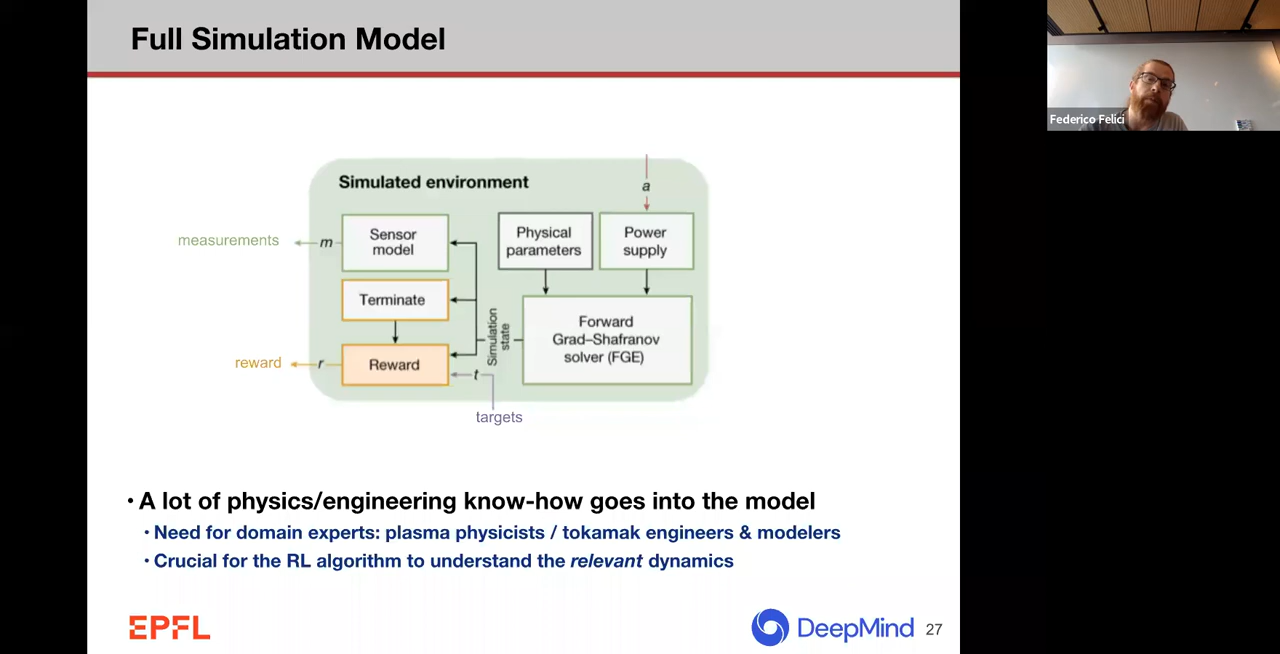 Full Simulation Model
Federico Felici
Simulated environment
a
measurements
m
Sensor
model
Physical
parameters
Power
supply
Terminate
Simulation
state
Forward
Grad–Shafranov
solver (FGE)
reward
r
Reward
t
targets
• A lot of physics/engineering know-how goes into the model
• Need for domain experts: plasma physicists / tokamak engineers & modelers
• Crucial for the RL algorithm to understand the relevant dynamics
EPFL
DeepMind
27